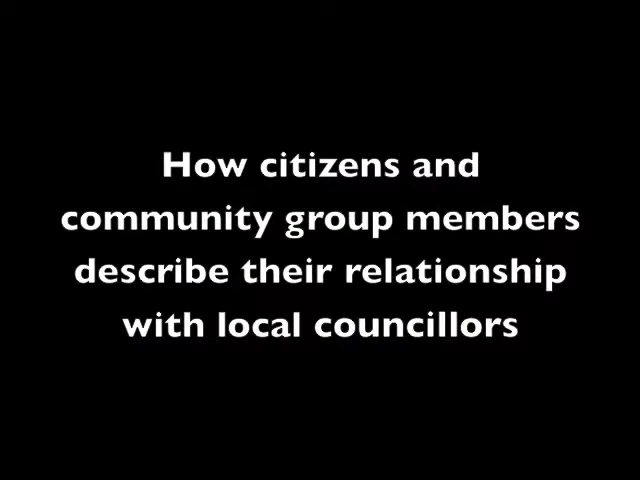 How citizens and
community group members
describe their relationship
with local councillors